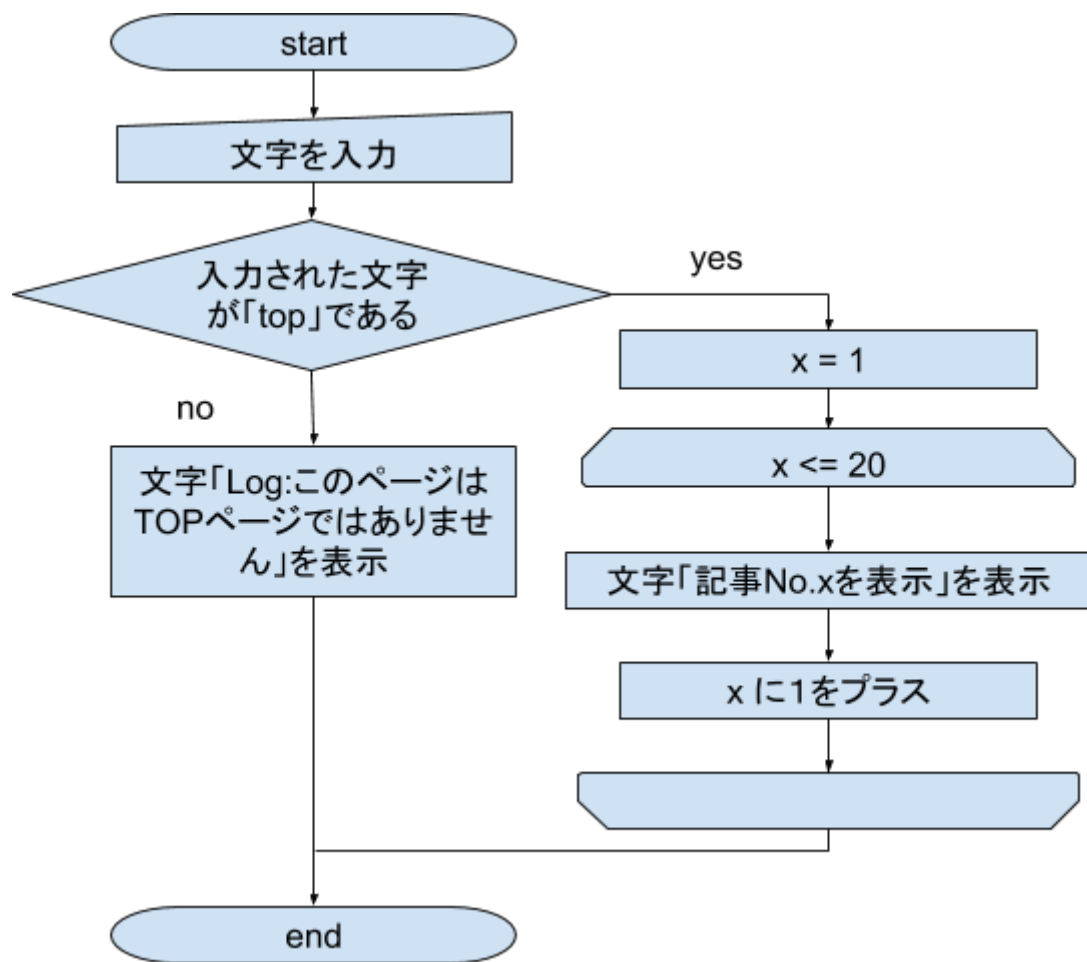 start
文字を入力
入力された文字
が「top」である
yes
no
x = 1
x <= 20
文字「Log:このページは
TOPページではありませ
ん」を表示
文字「記事No.xを表示」を表示
x に1をプラス
end